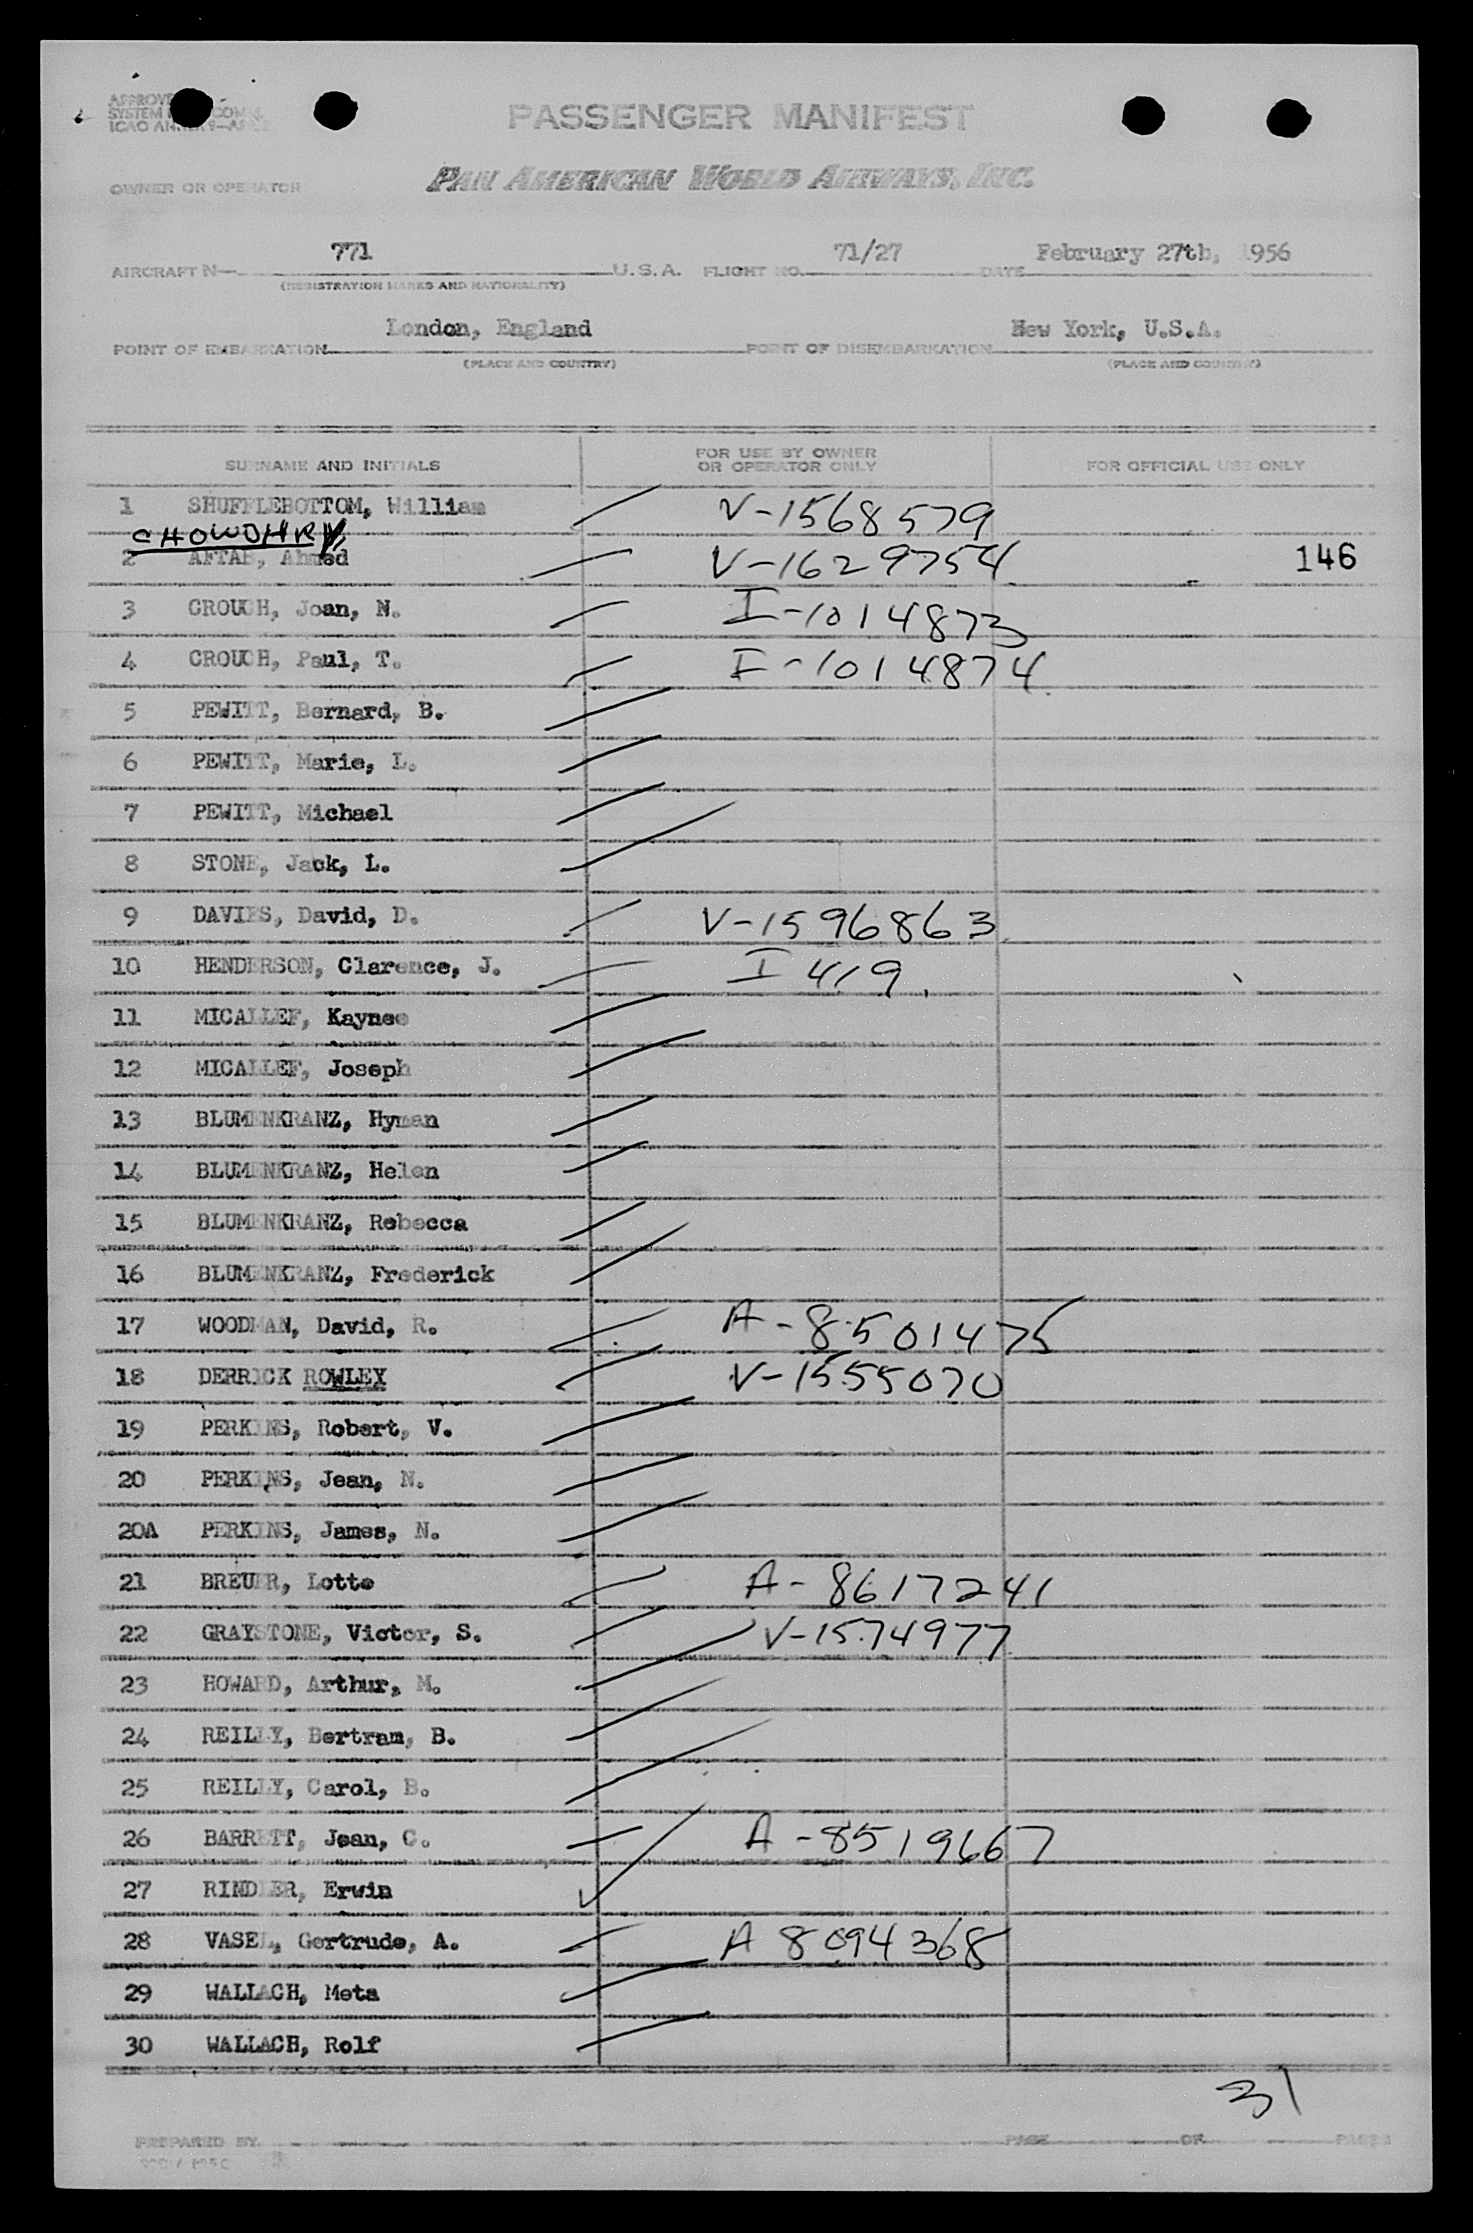 PASSENGER MANIFEST
OWNER OR OPERATOR PAN AMERICAN WORLD AIRWAYS, INC.
AIRCRAFT N— 771 U.S.A. FLIGHT NO. 71/27 DATE February 27th, 1956
(REGISTRATION MARKS AND NATIONALITY)
POINT OF EMBARKATION London, England POINT OF DISEMBARKATION New York, U.S.A.
(PLACE AND COUNTRY) (PLACE AND COUNTRY)
SURNAME AND INITIALS FOR USE BY OWNER OR OPERATOR ONLY FOR OFFICIAL USE ONLY
1 SHUFFLEBOTTOM, William V-1568579
CHOWDHRY,
2 AFTAB, Ahmed V-1629754 146
3 CROUCH, Joan, N. I-1014873
4 CROUCH, Paul, T. I-1014874
5 PEWITT, Bernard, B.
6 PEWITT, Marie, L.
7 PEWITT, Michael
8 STONE, Jack, L.
9 DAVIES, David, D. V-1596863
10 HENDERSON, Clarence, J. I 419
11 MICALLEF, Kaynee
12 MICALLEF, Joseph
13 BLUMENKRANZ, Hyman
14 BLUMENKRANZ, Helen
15 BLUMENKRANZ, Rebecca
16 BLUMENKRANZ, Frederick
17 WOODMAN, David, R. A-8501475
18 DERRICK ROWLEY V-1555070
19 PERKINS, Robert, V.
20 PERKINS, Jean, N.
20A PERKINS, James, N.
21 BREUER, Lotte A-8617241
22 GRAYSTONE, Victor, S. V-1574977
23 HOWARD, Arthur, M.
24 REILLY, Bertram, B.
25 REILLY, Carol, B.
26 BARRETT, Jean, C. A-8519667
27 RINDLER, Erwin
28 VASEL, Gertrude, A. A 8094368
29 WALLACH, Meta
30 WALLACH, Rolf
31
PREPARED BY PAGE OF PAGES